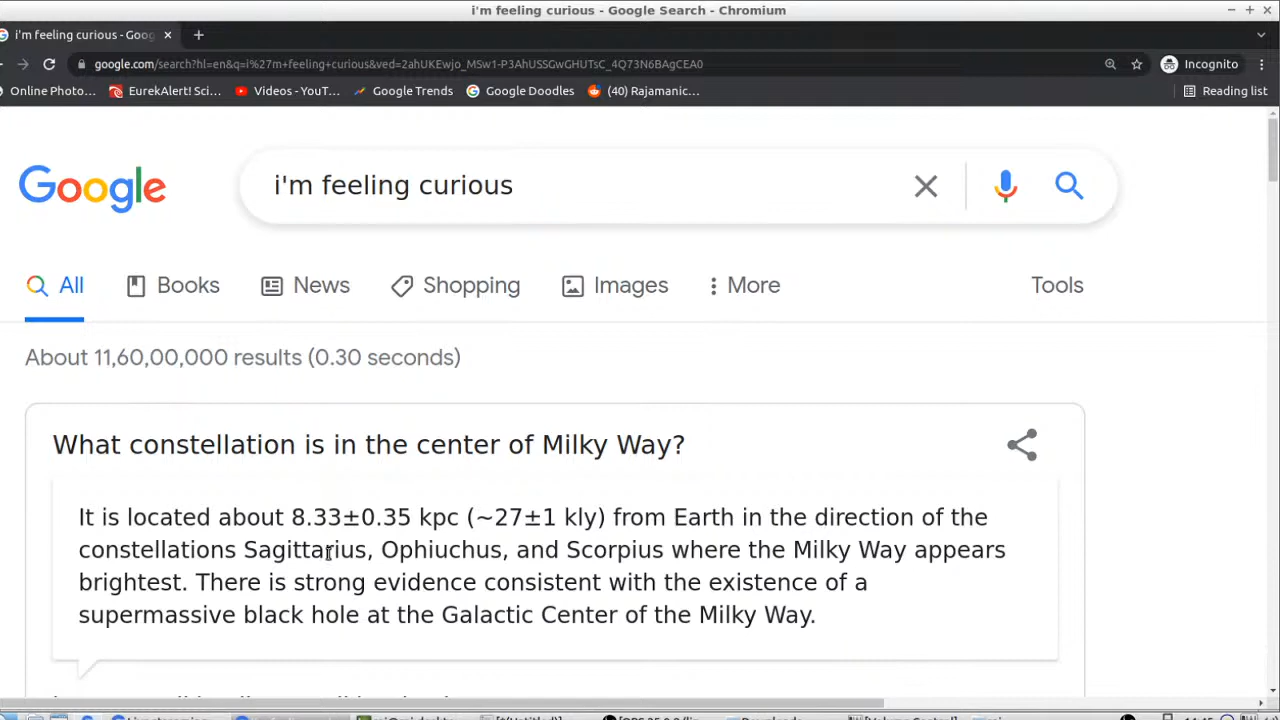 i'm feeling curious - Google Search - Chromium
i'm feeling curious - Goog
google.com/search?hl=en&q=i%27m+feeling+curious&ved=2ahUKEwjo_MSw1-P3AhUSSGwGHUTsC_4Q73N6BAgCEAQ
Incognito
Online Photo... EurekAlert! Sci... Videos - YouT... Google Trends Google Doodles (40) Rajamanic... Reading list
Google
i'm feeling curious
All Books News Shopping Images More Tools
About 11,60,00,000 results (0.30 seconds)
What constellation is in the center of Milky Way?
It is located about 8.33±0.35 kpc (~27±1 kly) from Earth in the direction of the
constellations Sagittarius, Ophiuchus, and Scorpius where the Milky Way appears
brightest. There is strong evidence consistent with the existence of a
supermassive black hole at the Galactic Center of the Milky Way.